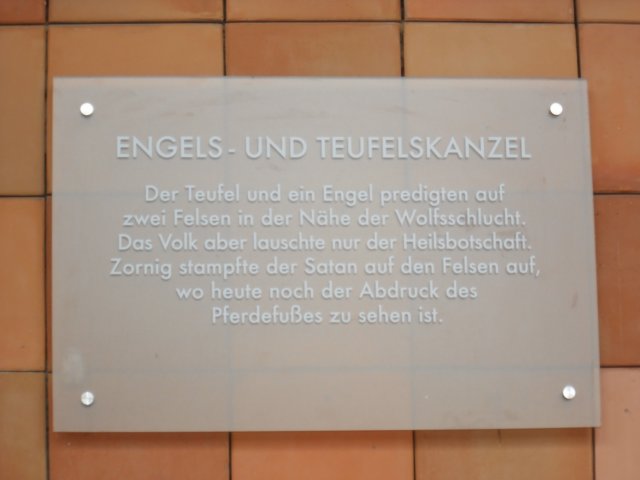 ENGELS - UND TEUFELSKANZEL
Der Teufel und ein Engel predigten auf
zwei Felsen in der Nähe der Wolfsschlucht.
Das Volk aber lauschte nur der Heilsbotschaft.
Zornig stampfte der Satan auf den Felsen auf,
wo heute noch der Abdruck des
Pferdefußes zu sehen ist.